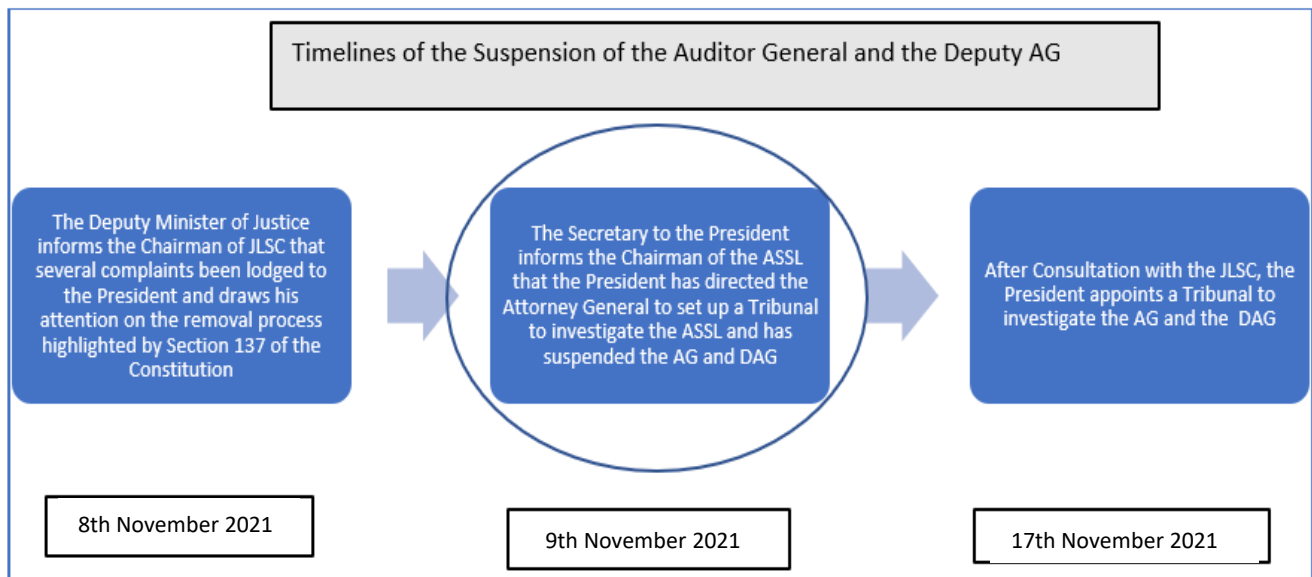 Timelines of the Suspension of the Auditor General and the Deputy AG
The Deputy Minister of Justice
informs the Chairman of JLSC that
several complaints been lodged to
the President and draws his
attention on the removal process
highlighted by Section 137 of the
Constitution
The Secretary to the President
informs the Chairman of the ASSL
that the President has directed the
Attorney General to set up a Tribunal
to investigate the ASSL and has
suspended the AG and DAG
After Consultation with the JLSC, the
President appoints a Tribunal to
investigate the AG and the DAG
8th November 2021
9th November 2021
17th November 2021